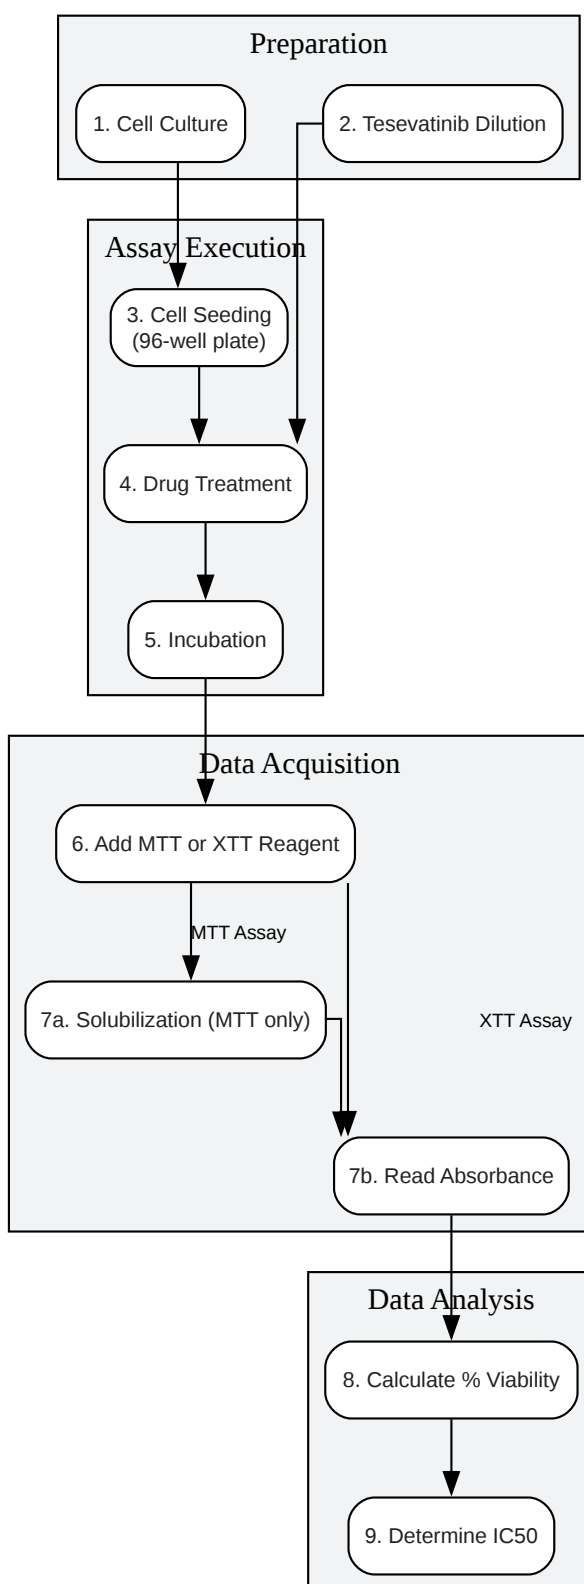 Preparation
1. Cell Culture
2. Tesevatinib Dilution
Assay Execution
3. Cell Seeding
(96-well plate)
4. Drug Treatment
5. Incubation
Data Acquisition
6. Add MTT or XTT Reagent
MTT Assay
7a. Solubilization (MTT only)
XTT Assay
7b. Read Absorbance
Data Analysis
8. Calculate % Viability
9. Determine IC50